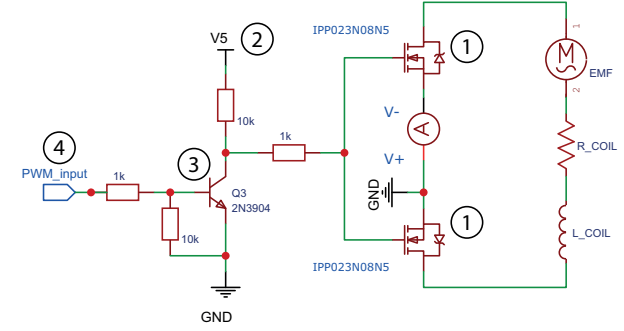 IPP023N08N5
1
V5
2
1
M
EMF
2
10k
V-
A
R_COIL
4
PWM_input
1k
3
1k
V+
GND
Q3
2N3904
10k
1
L_COIL
IPP023N08N5
GND